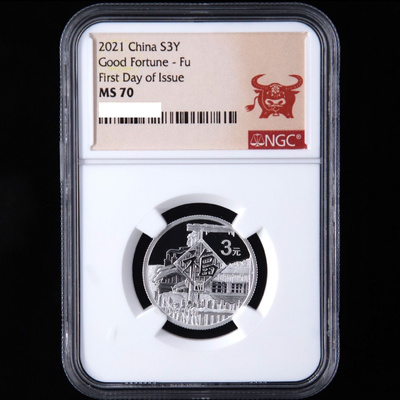 2021 China S3Y
Good Fortune - Fu
First Day of Issue
MS 70
NGC®
3元
福